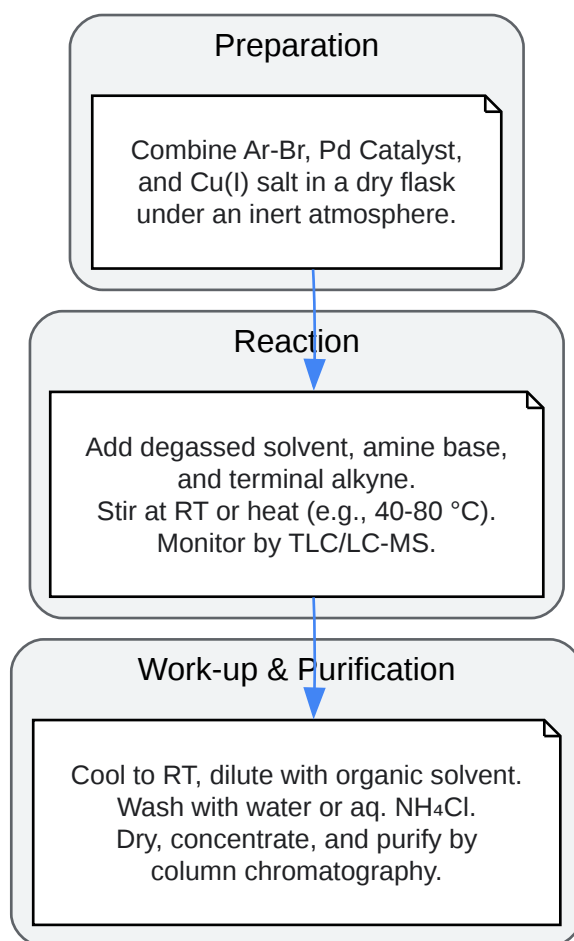 Preparation
Combine Ar-Br, Pd Catalyst,
and Cu(I) salt in a dry flask
under an inert atmosphere.
Reaction
Add degassed solvent, amine base,
and terminal alkyne.
Stir at RT or heat (e.g., 40-80 °C).
Monitor by TLC/LC-MS.
Work-up & Purification
Cool to RT, dilute with organic solvent.
Wash with water or aq. NH₄Cl.
Dry, concentrate, and purify by
column chromatography.